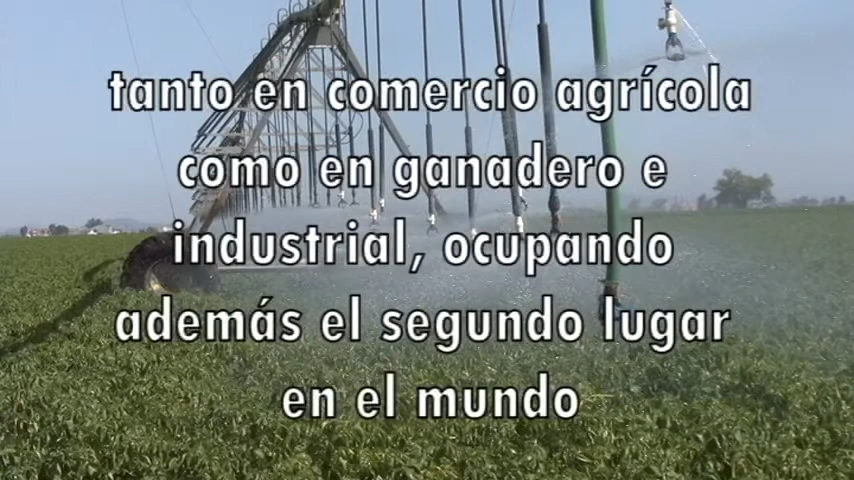 tanto en comercio agrícola
como en ganadero e
industrial, ocupando
además el segundo lugar
en el mundo